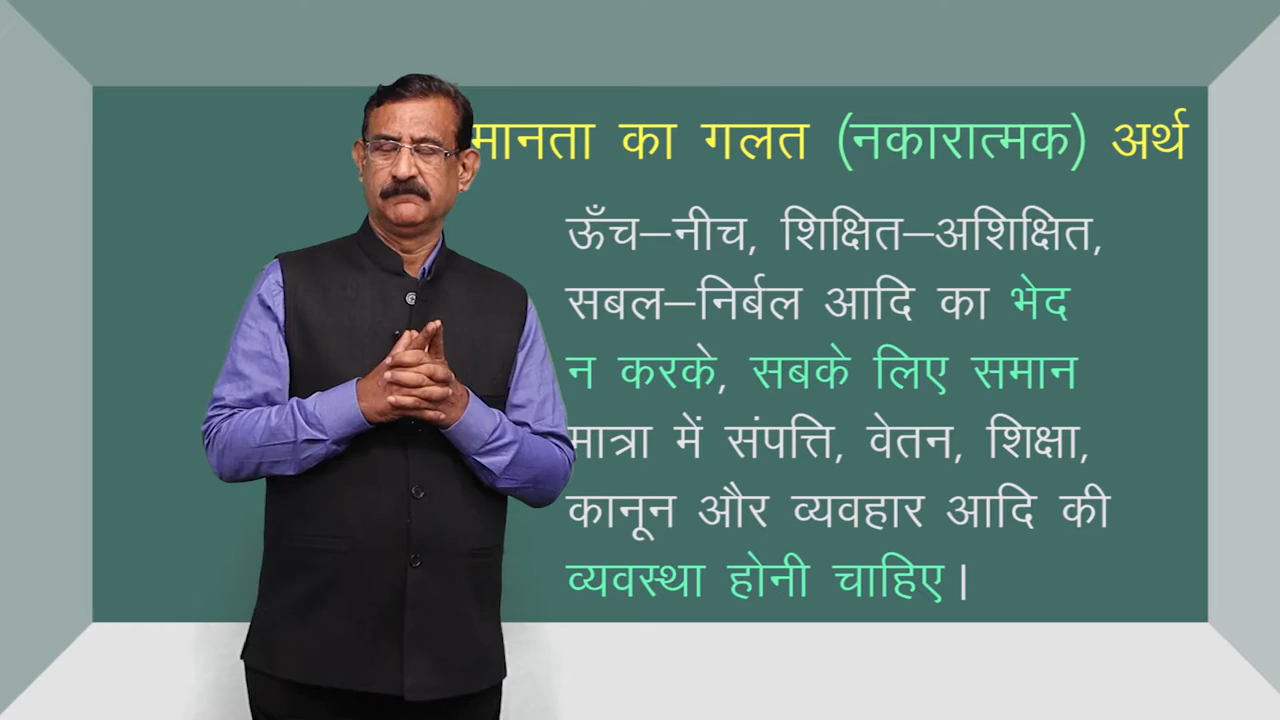 मानता का गलत (नकारात्मक) अर्थ
ऊँच–नीच, शिक्षित–अशिक्षित,
सबल–निर्बल आदि का भेद
न करके, सबके लिए समान
मात्रा में संपत्ति, वेतन, शिक्षा,
कानून और व्यवहार आदि की
व्यवस्था होनी चाहिए।